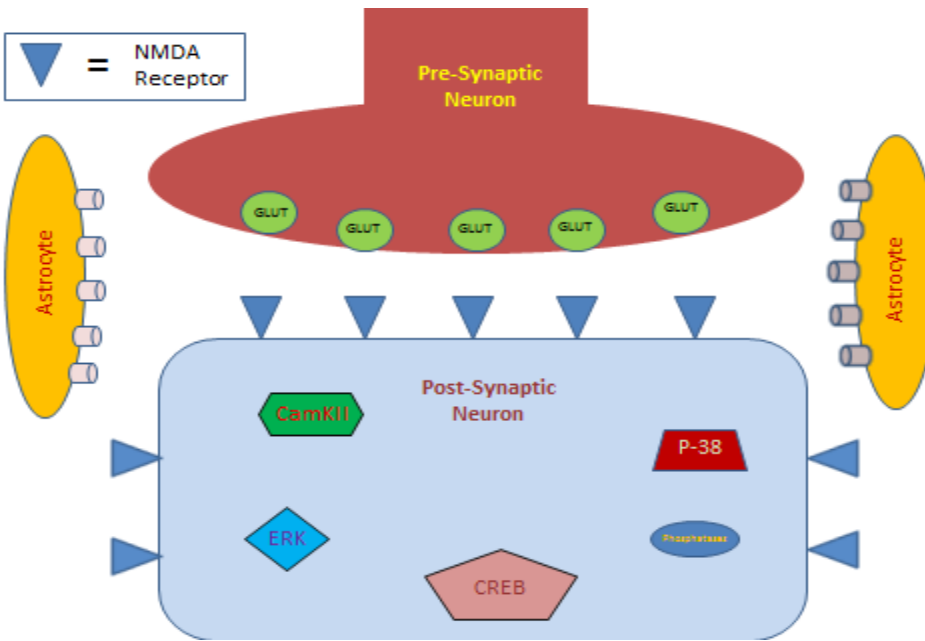 =
NMDA
Receptor
Pre-Synaptic
Neuron
Astrocyte
GLUT
GLUT
GLUT
GLUT
GLUT
Astrocyte
Post-Synaptic
Neuron
CamKII
P-38
ERK
Phosphatases
CREB